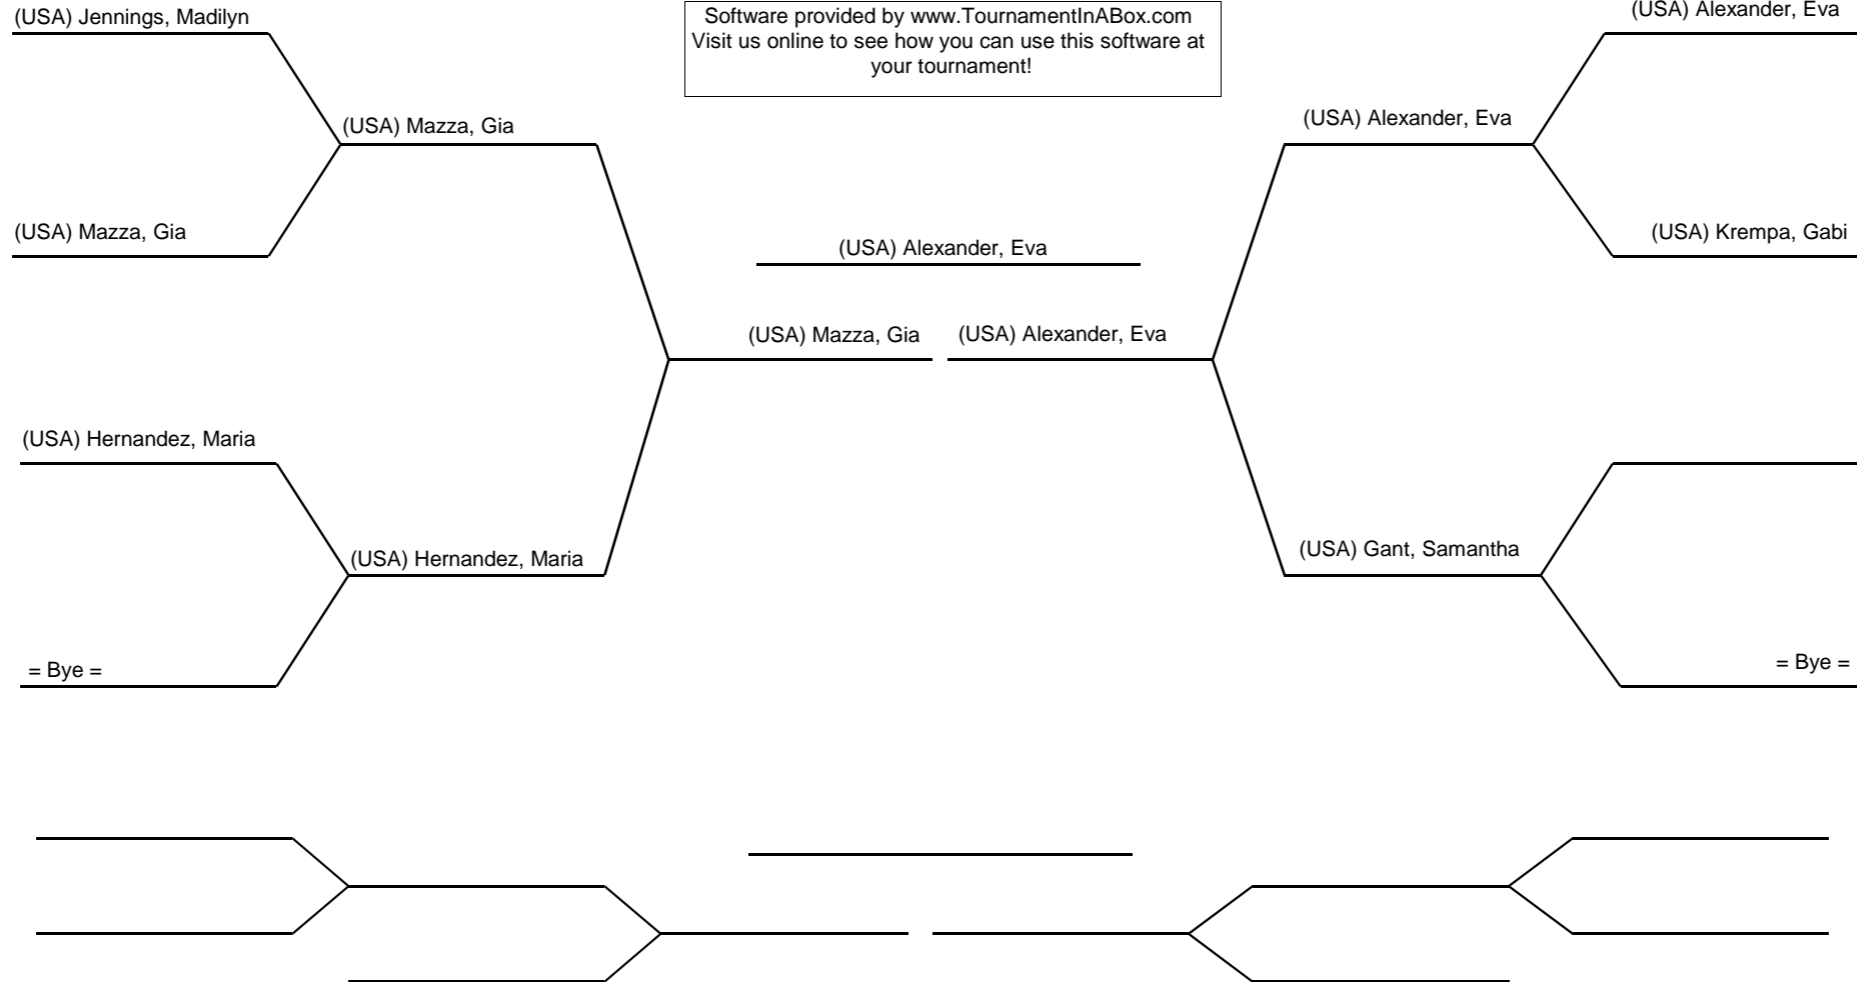 (USA) Jennings, Madilyn
Software provided by www.TournamentInABox.com
Visit us online to see how you can use this software at
your tournament!
(USA) Alexander, Eva
(USA) Mazza, Gia
(USA) Alexander, Eva
(USA) Mazza, Gia
(USA) Alexander, Eva
(USA) Krempa, Gabi
(USA) Mazza, Gia
(USA) Alexander, Eva
(USA) Hernandez, Maria
(USA) Hernandez, Maria
(USA) Gant, Samantha
= Bye =
= Bye =